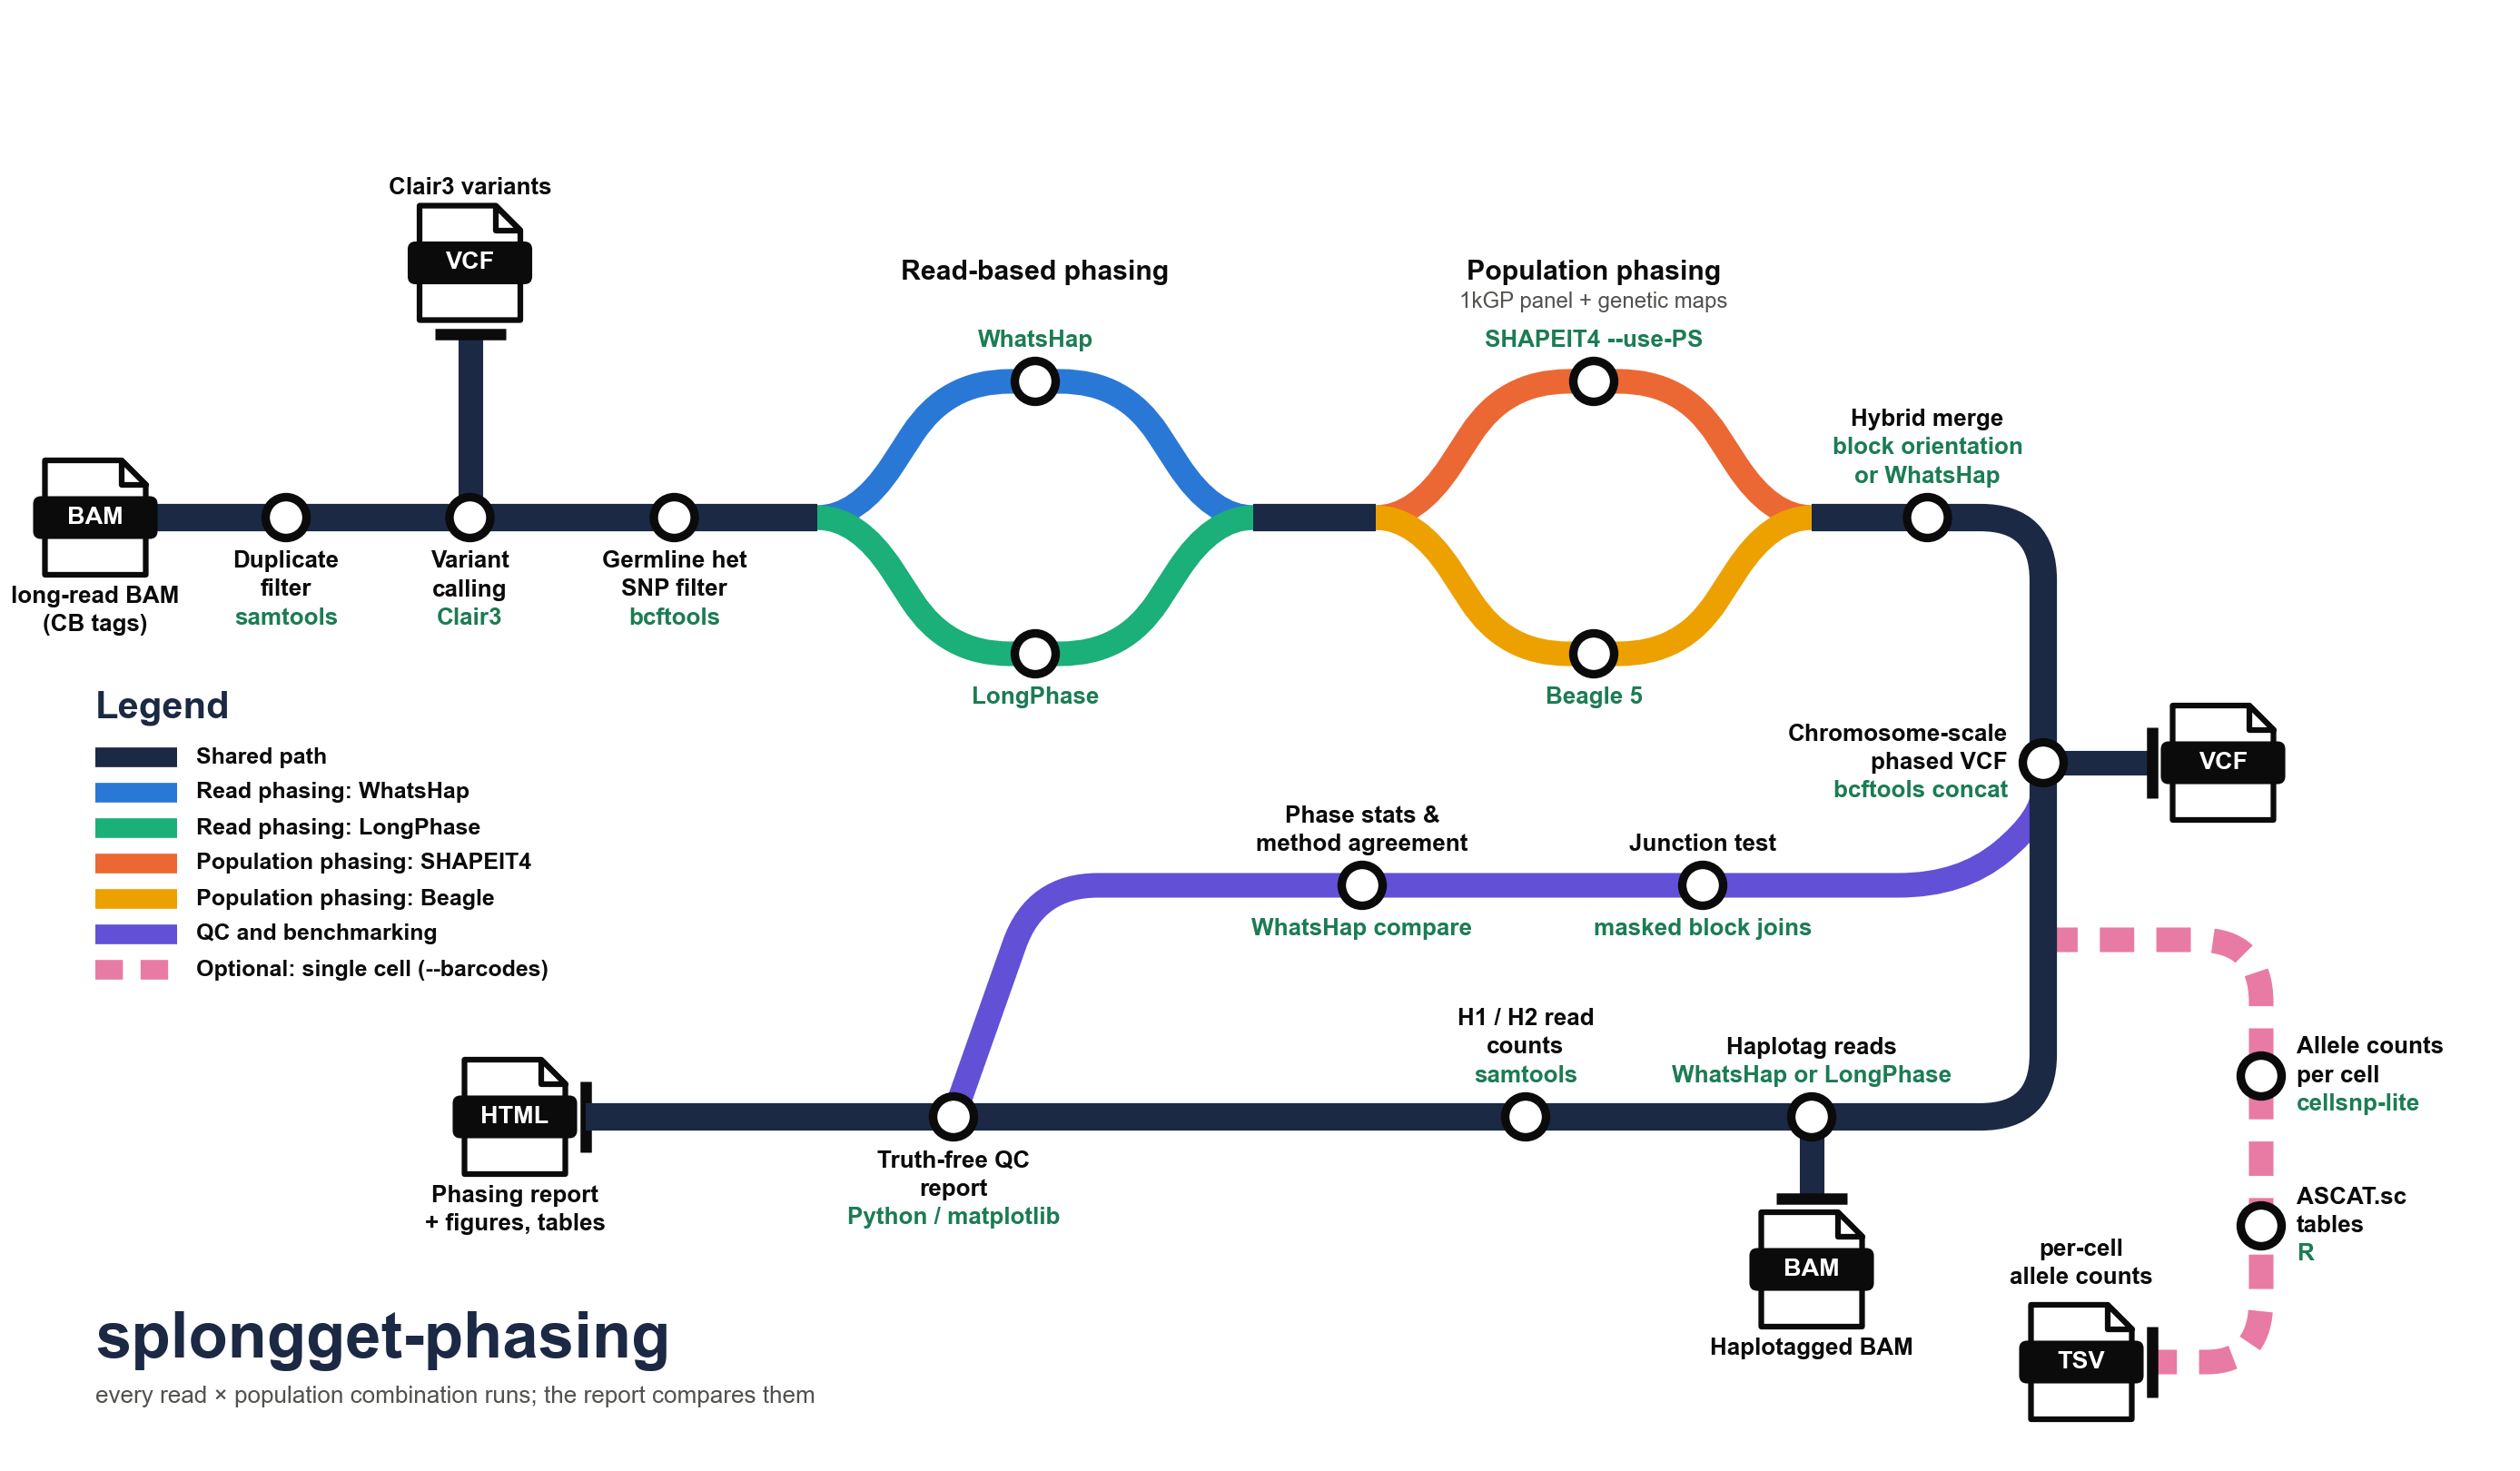 Clair3 variants
VCF
Read-based phasing
Population phasing
1kGP panel + genetic maps
WhatsHap
SHAPEIT4 --use-PS
Hybrid merge
block orientation
or WhatsHap
BAM
long-read BAM
(CB tags)
Duplicate
filter
samtools
Variant
calling
Clair3
Germline het
SNP filter
bcftools
LongPhase
Beagle 5
Legend
Shared path
Read phasing: WhatsHap
Read phasing: LongPhase
Population phasing: SHAPEIT4
Population phasing: Beagle
QC and benchmarking
Optional: single cell (--barcodes)
Chromosome-scale
phased VCF
bcftools concat
VCF
Phase stats &
method agreement
WhatsHap compare
Junction test
masked block joins
H1 / H2 read
counts
samtools
Haplotag reads
WhatsHap or LongPhase
Allele counts
per cell
cellsnp-lite
HTML
Phasing report
+ figures, tables
Truth-free QC
report
Python / matplotlib
BAM
Haplotagged BAM
ASCAT.sc
tables
R
per-cell
allele counts
TSV
splongget-phasing
every read × population combination runs; the report compares them